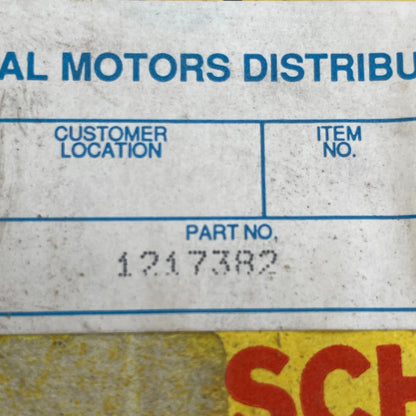 AL MOTORS DISTRIBU
CUSTOMER ITEM
LOCATION NO.
PART NO.
1217382
SCH